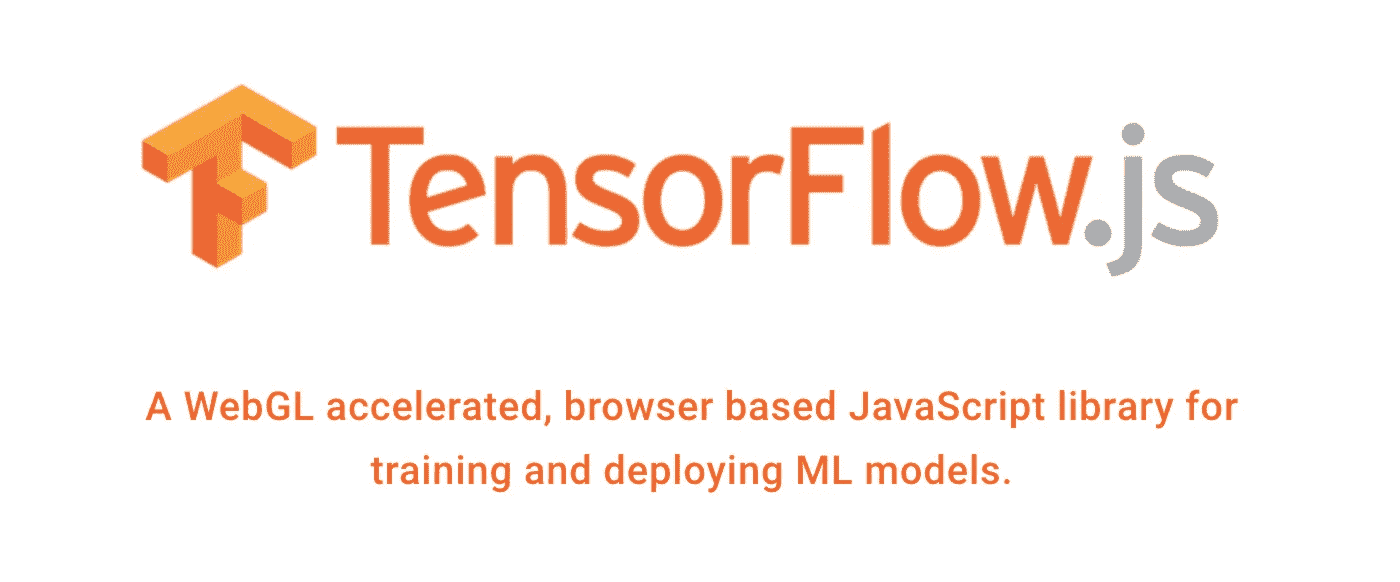 TensorFlow.js
A WebGL accelerated, browser based JavaScript library for
training and deploying ML models.